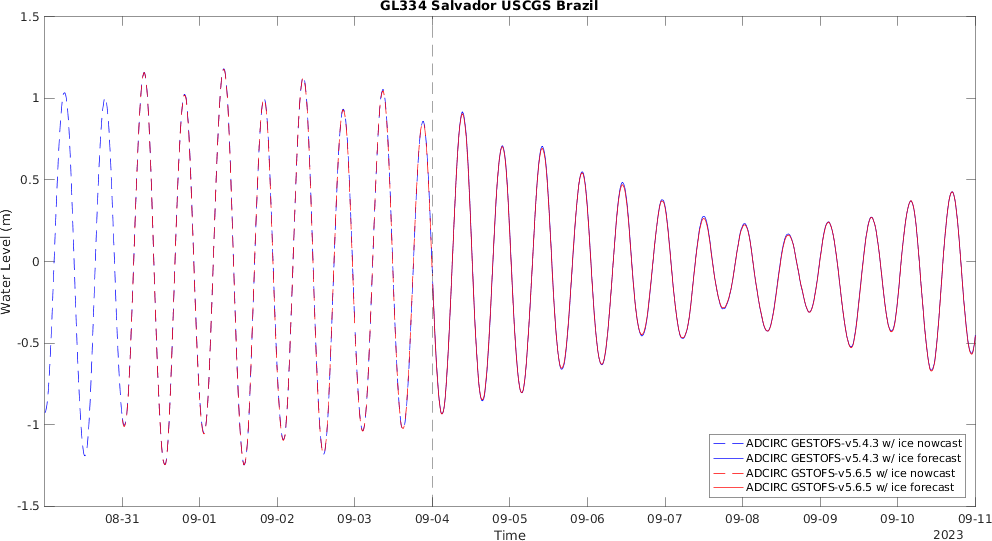 GL334 Salvador USCGS Brazil
1.5
1
0.5
0
-0.5
-1
-1.5
Water Level (m)
08-31 09-01 09-02 09-03 09-04 09-05 09-06 09-07 09-08 09-09 09-10 09-11
Time
2023
ADCIRC GESTOFS-v5.4.3 w/ ice nowcast
ADCIRC GESTOFS-v5.4.3 w/ ice forecast
ADCIRC GSTOFS-v5.6.5 w/ ice nowcast
ADCIRC GSTOFS-v5.6.5 w/ ice forecast